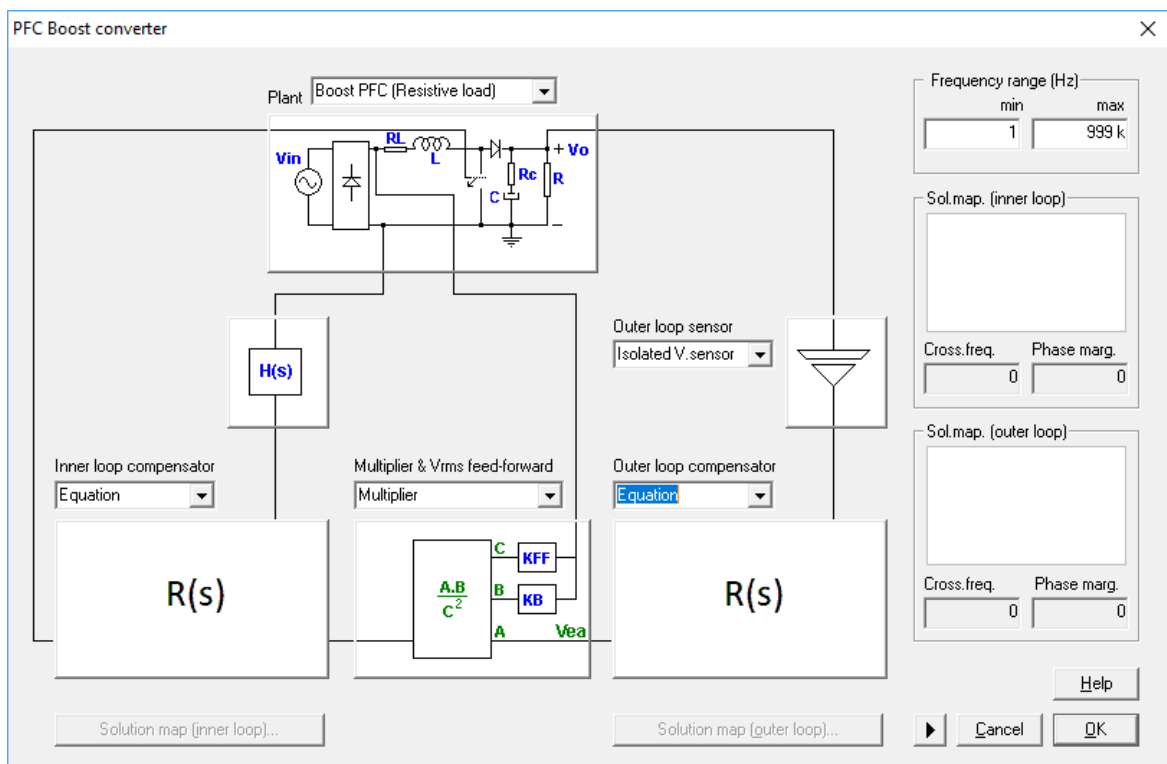 PFC Boost converter
Plant
Boost PFC (Resistive load)
Vin
RL
L
Rc
C
R
+ Vo
−
Frequency range (Hz)
min
max
1
999 k
Sol.map. (inner loop)
Cross.freq.
Phase marg.
0
0
H(s)
Outer loop sensor
Isolated V.sensor
Inner loop compensator
Equation
Multiplier & Vrms feed-forward
Multiplier
Outer loop compensator
Equation
R(s)
A.B
C²
C
KFF
B
KB
A
Vea
R(s)
Sol.map. (outer loop)
Cross.freq.
Phase marg.
0
0
Help
Solution map (inner loop)...
Solution map (outer loop)...
Cancel
OK